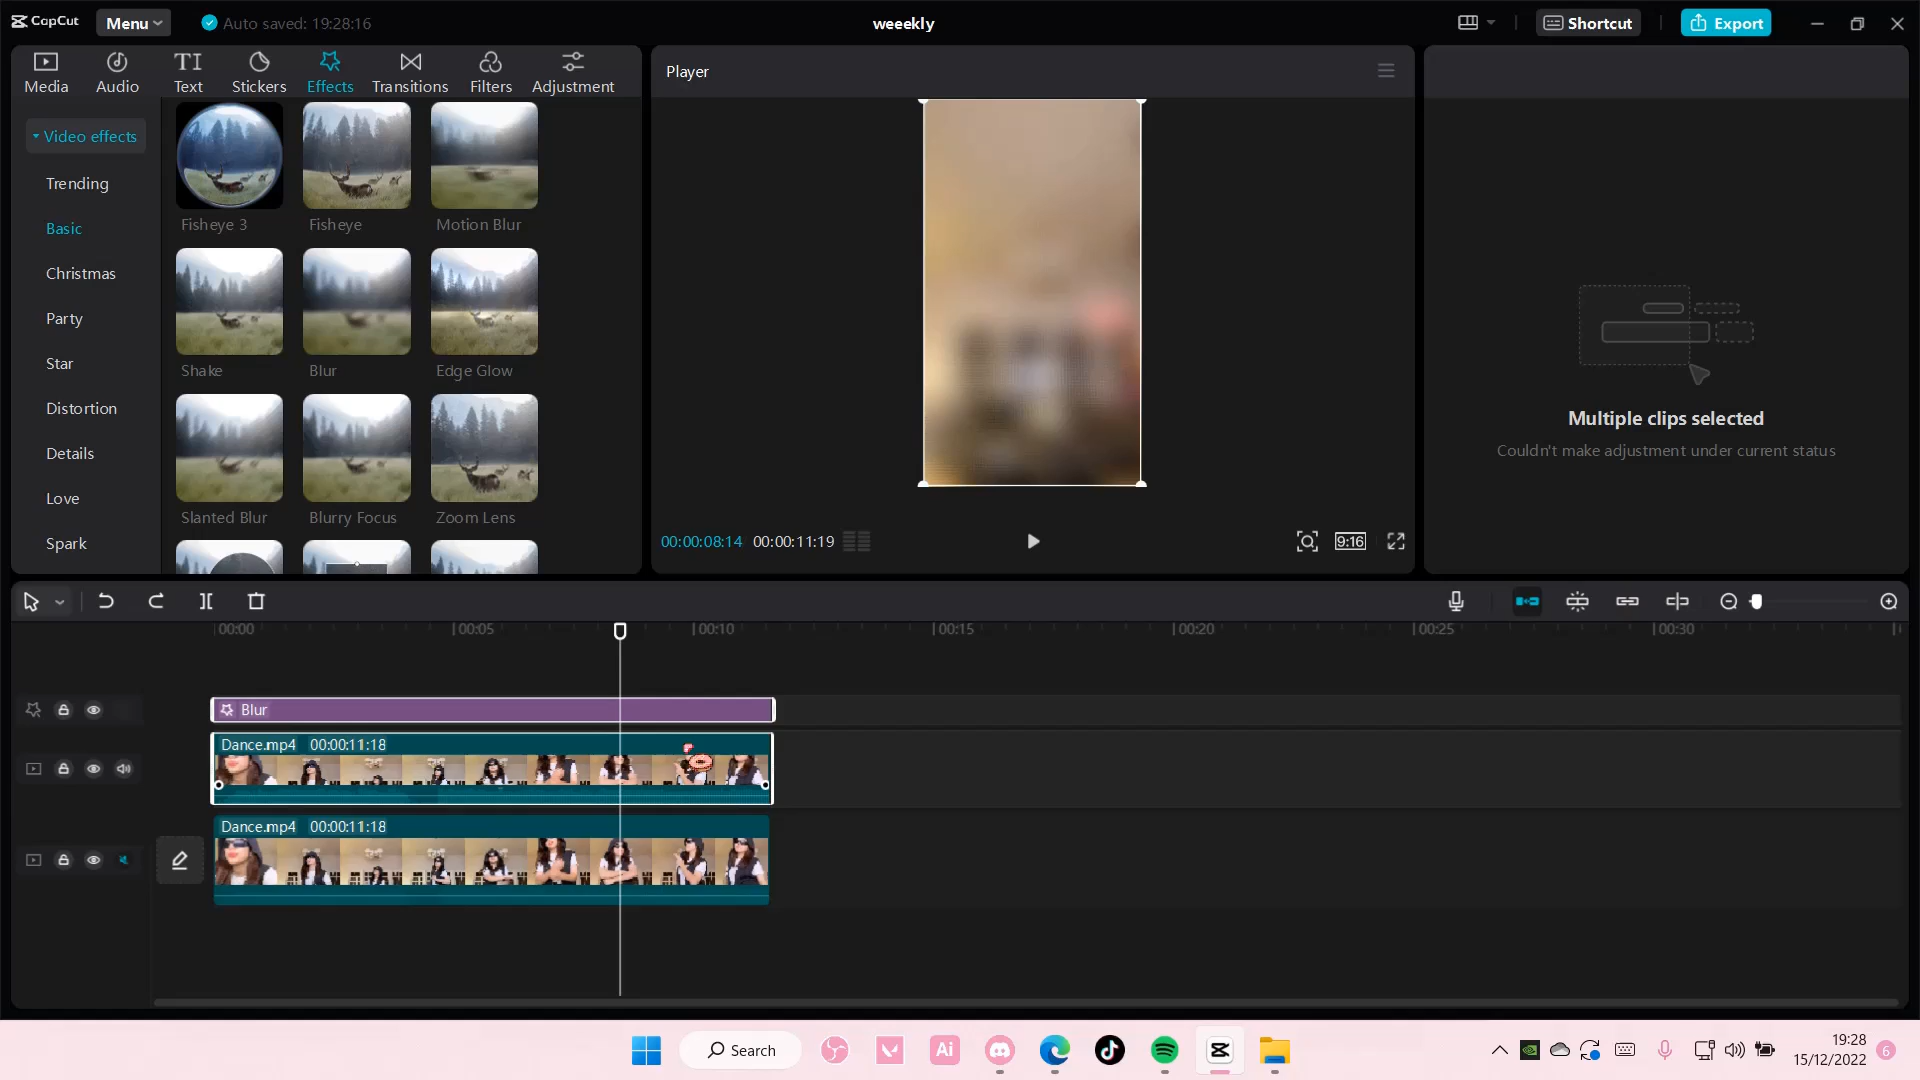 CapCut
Menu
Auto saved: 19:28:16
weeekly
Shortcut
Export
Media
Audio
TI
Text
Stickers
Effects
Transitions
Filters
Adjustment
Player
Video effects
Trending
Basic
Christmas
Party
Star
Distortion
Details
Love
Spark
Fisheye 3
Fisheye
Motion Blur
Shake
Blur
Edge Glow
Slanted Blur
Blurry Focus
Zoom Lens
Multiple clips selected
Couldn't make adjustment under current status
00:00:08:14 00:00:11:19
9:16
00:00
00:05
00:10
00:15
00:20
00:25
00:30
Blur
Dance.mp4 00:00:11:18
Dance.mp4 00:00:11:18
Search
Ai
19:28
15/12/2022
6